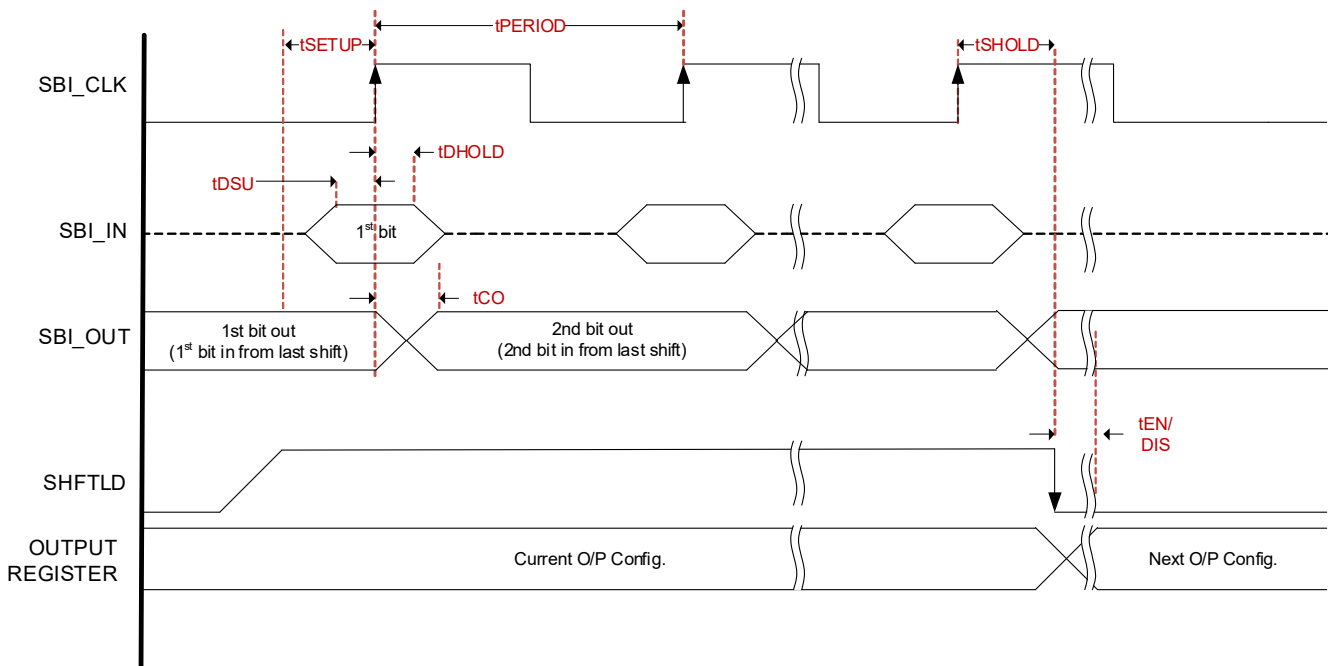 tPERIOD
tSETUP
tSHOLD
SBI_CLK
tDHOLD
tDSU
SBI_IN
1st bit
tCO
SBI_OUT
1st bit out
(1st bit in from last shift)
2nd bit out
(2nd bit in from last shift)
tEN/
DIS
SHFTLD
OUTPUT
REGISTER
Current O/P Config.
Next O/P Config.